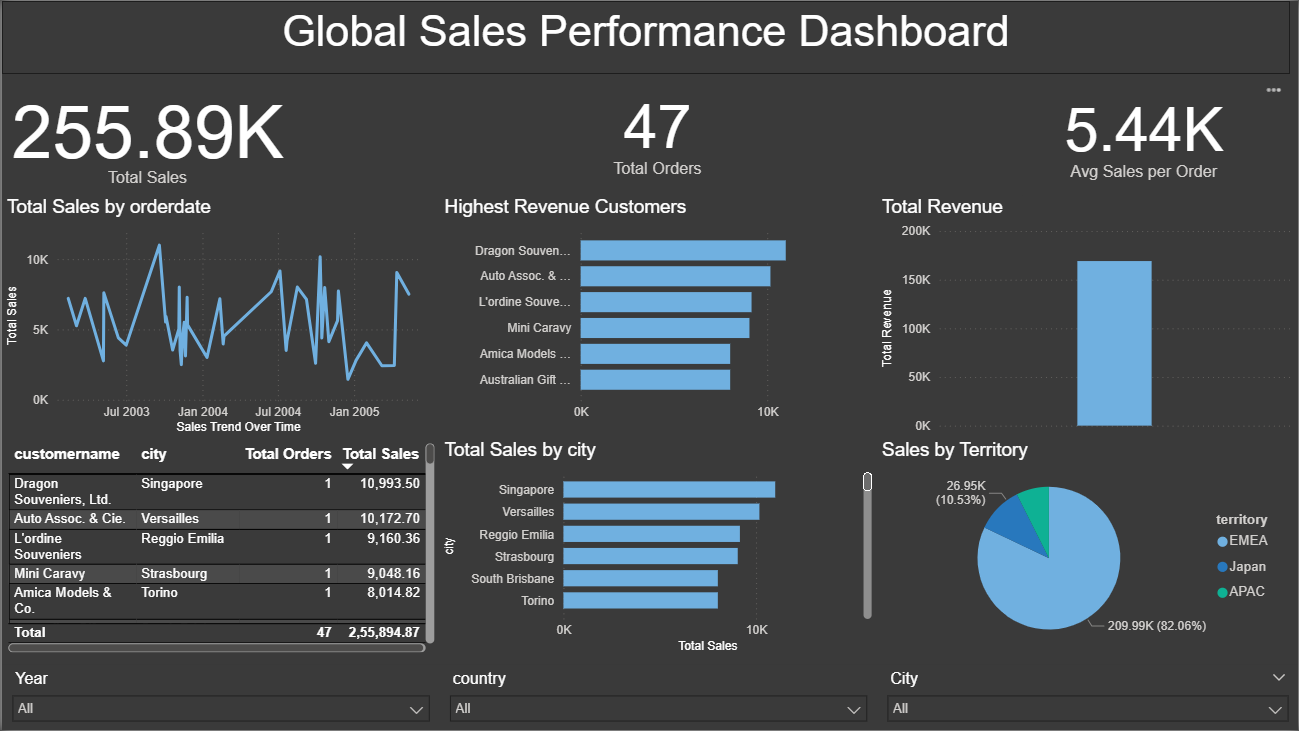 Global Sales Performance Dashboard
255.89K
Total Sales
47
Total Orders
5.44K
Avg Sales per Order
Total Sales by orderdate
Total Sales
10K
5K
0K
Jul 2003
Jan 2004
Jul 2004
Jan 2005
Sales Trend Over Time
Highest Revenue Customers
Dragon Souven...
Auto Assoc. & ...
L'ordine Souve...
Mini Caravy
Amica Models ...
Australian Gift ...
0K
10K
Total Revenue
Total Revenue
200K
150K
100K
50K
0K
customername city Total Orders Total Sales
Dragon Singapore 1 10,993.50
Souveniers, Ltd.
Auto Assoc. & Cie. Versailles 1 10,172.70
L'ordine Reggio Emilia 1 9,160.36
Souveniers
Mini Caravy Strasbourg 1 9,048.16
Amica Models & Torino 1 8,014.82
Co.
Total 47 2,55,894.87
Total Sales by city
city
Singapore
Versailles
Reggio Emilia
Strasbourg
South Brisbane
Torino
0K
10K
Total Sales
Sales by Territory
26.95K
(10.53%)
209.99K (82.06%)
territory
EMEA
Japan
APAC
Year
All
country
All
City
All